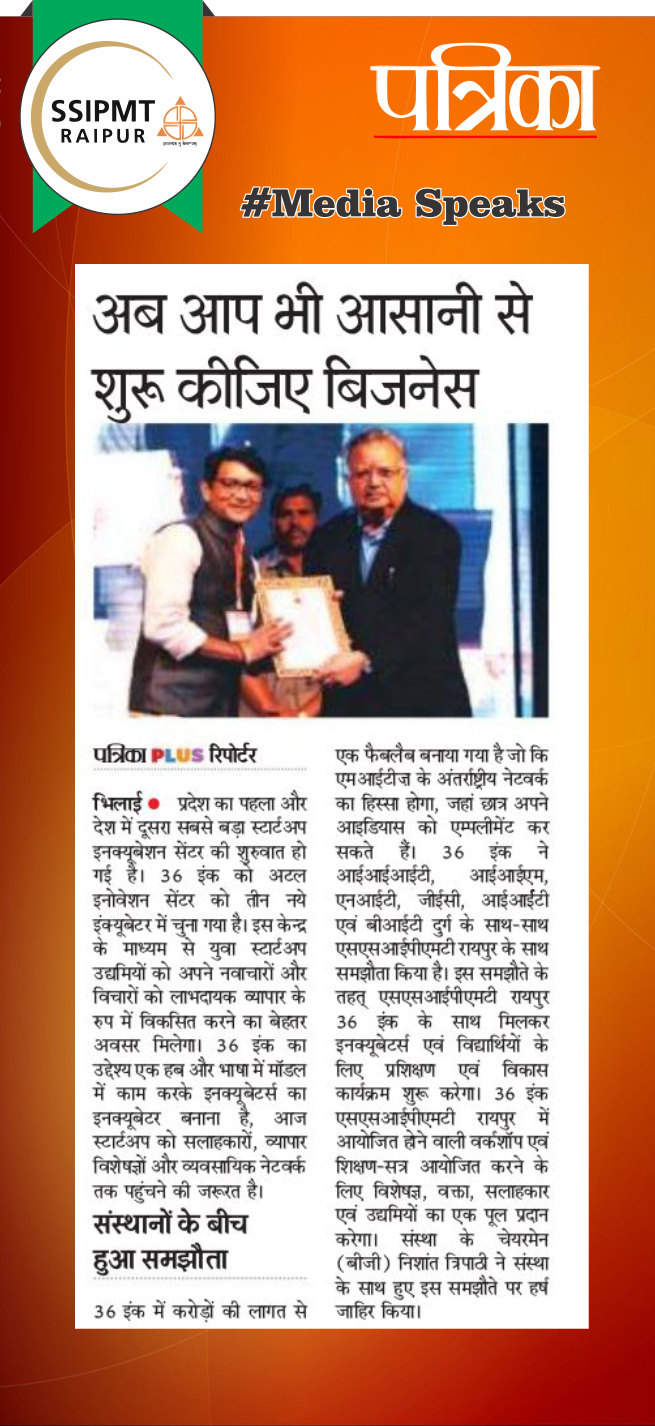 SSIPMT
RAIPUR
पत्रिका
#Media Speaks
अब आप भी आसानी से
शुरू कीजिए बिजनेस
पत्रिका PLUS रिपोर्टर
भिलाई ● प्रदेश का पहला और
देश में दूसरा सबसे बड़ा स्टार्टअप
इनक्यूबेशन सेंटर की शुरुवात हो
गई है। 36 इंक को अटल
इनोवेशन सेंटर को तीन नये
इंक्यूबेटर में चुना गया है। इस केन्द्र
के माध्यम से युवा स्टार्टअप
उद्यमियों को अपने नवाचारों और
विचारों को लाभदायक व्यापार के
रुप में विकसित करने का बेहतर
अवसर मिलेगा। 36 इंक का
उद्देश्य एक हब और भाषा में मॉडल
में काम करके इनक्यूबेटर्स का
इनक्यूबेटर बनाना है, आज
स्टार्टअप को सलाहकारों, व्यापार
विशेषज्ञों और व्यवसायिक नेटवर्क
तक पहुंचने की जरूरत है।
संस्थानों के बीच
हुआ समझौता
36 इंक में करोड़ों की लागत से
एक फैबलैब बनाया गया है जो कि
एमआईटीज के अंतर्राष्ट्रीय नेटवर्क
का हिस्सा होगा, जहां छात्र अपने
आइडियास को एम्पलीमेंट कर
सकते हैं। 36 इंक ने
आईआईआईटी, आईआईएम,
एनआईटी, जीईसी, आईआईटी
एवं बीआईटी दुर्ग के साथ-साथ
एसएसआईपीएमटी रायपुर के साथ
समझौता किया है। इस समझौते के
तहत् एसएसआईपीएमटी रायपुर
36 इंक के साथ मिलकर
इनक्यूबेटर्स एवं विद्यार्थियों के
लिए प्रशिक्षण एवं विकास
कार्यक्रम शुरू करेगा। 36 इंक
एसएसआईपीएमटी रायपुर में
आयोजित होने वाली वर्कशॉप एवं
शिक्षण-सत्र आयोजित करने के
लिए विशेषज्ञ, वक्ता, सलाहकार
एवं उद्यमियों का एक पूल प्रदान
करेगा। संस्था के चेयरमेन
(बीजी) निशांत त्रिपाठी ने संस्था
के साथ हुए इस समझौते पर हर्ष
जाहिर किया।